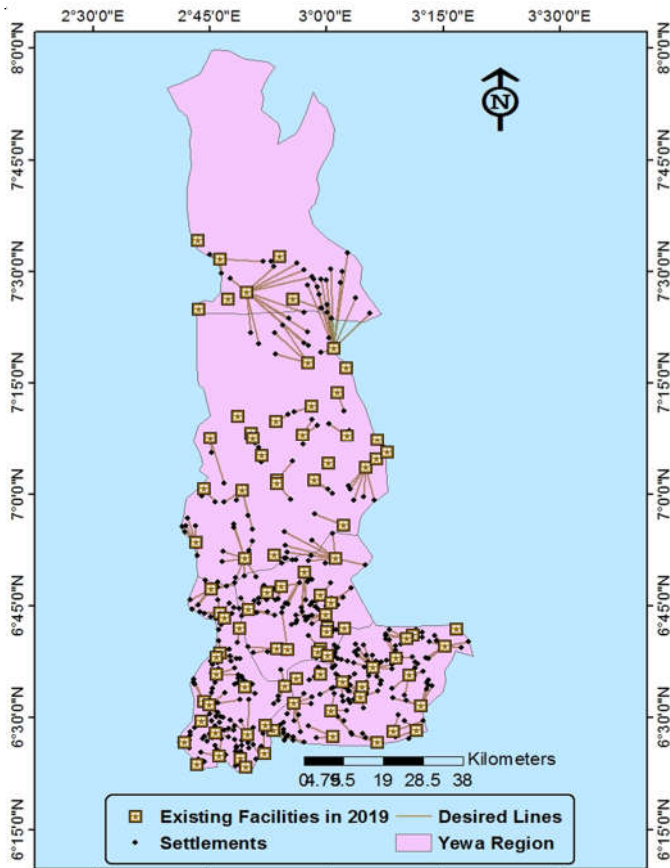 2°30'0"E 2°45'0"E 3°0'0"E 3°15'0"E 3°30'0"E
8°0'0"N 8°0'0"N
N
7°45'0"N 7°45'0"N
7°30'0"N 7°30'0"N
7°15'0"N 7°15'0"N
7°0'0"N 7°0'0"N
6°45'0"N 6°45'0"N
6°30'0"N 6°30'0"N
Kilometers
04.759.5 19 28.5 38
Existing Facilities in 2019 Desired Lines
Settlements Yewa Region
6°15'0"N 6°15'0"N